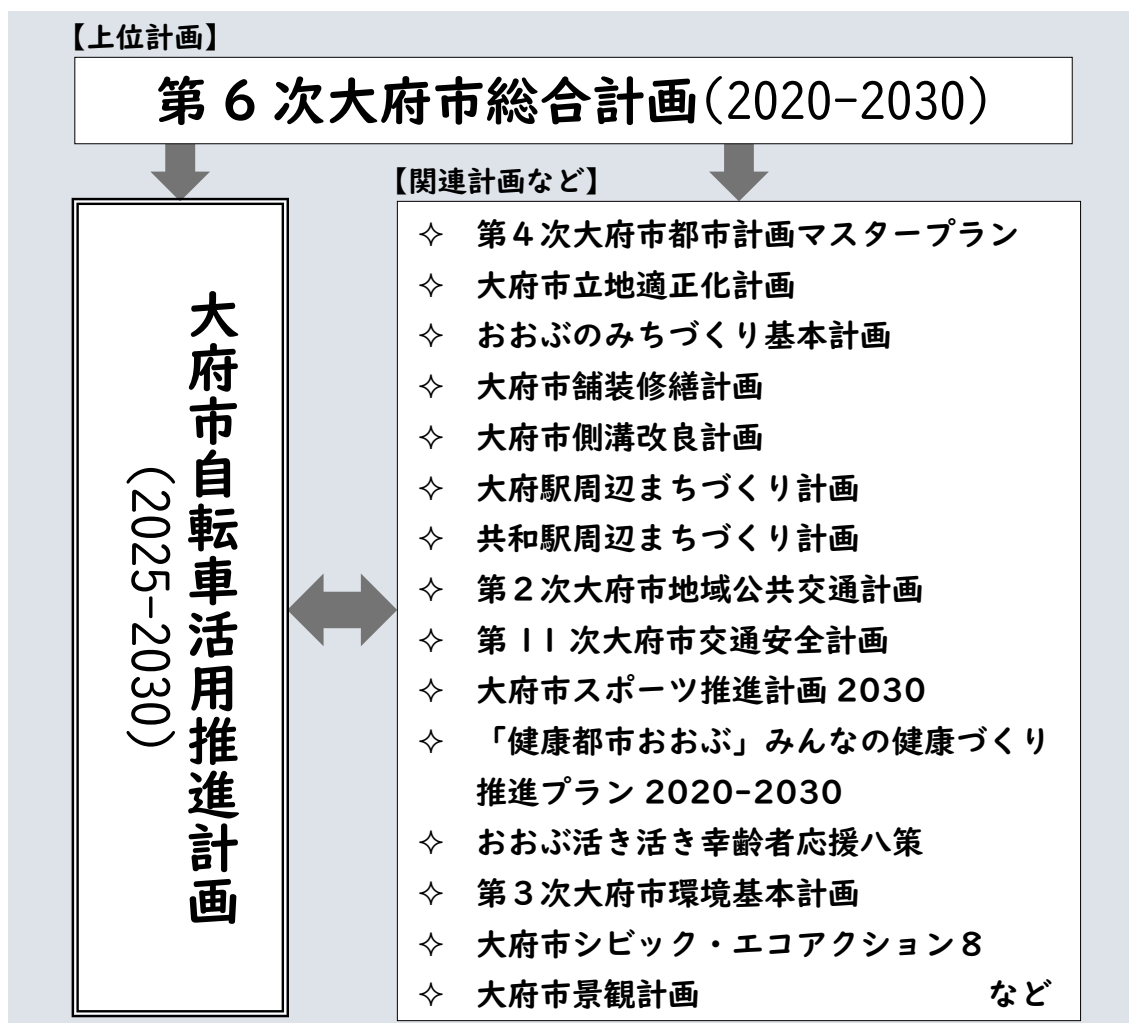 【上位計画】
第6次大府市総合計画(2020-2030)
大府市自転車活用推進計画
(2025-2030)
【関連計画など】
✧ 第4次大府市都市計画マスタープラン
✧ 大府市立地適正化計画
✧ おおぶのみちづくり基本計画
✧ 大府市舗装修繕計画
✧ 大府市側溝改良計画
✧ 大府駅周辺まちづくり計画
✧ 共和駅周辺まちづくり計画
✧ 第2次大府市地域公共交通計画
✧ 第11次大府市交通安全計画
✧ 大府市スポーツ推進計画 2030
✧ 「健康都市おおぶ」みんなの健康づくり
推進プラン 2020-2030
✧ おおぶ活き活き幸齢者応援八策
✧ 第3次大府市環境基本計画
✧ 大府市シビック・エコアクション8
✧ 大府市景観計画 など